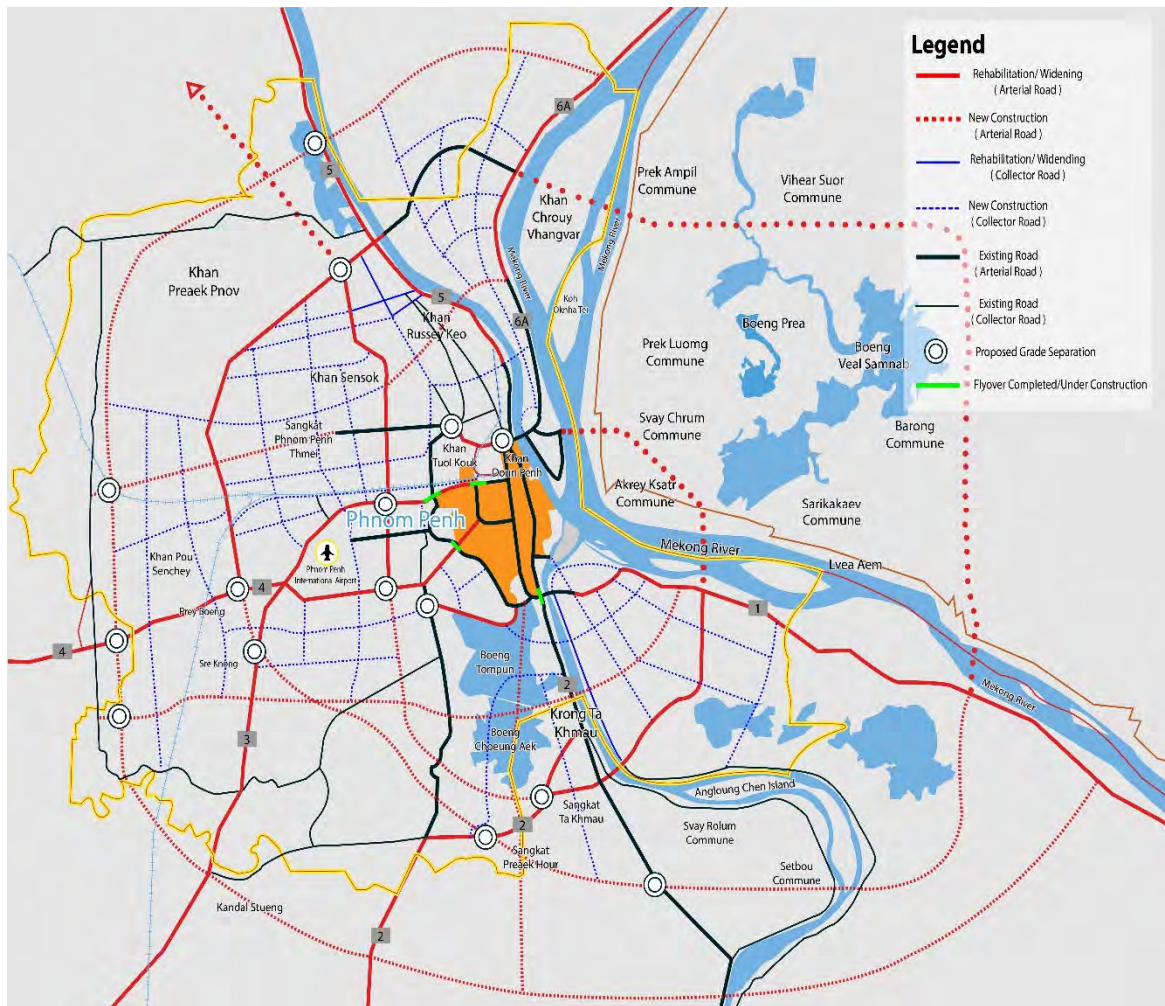 Legend
Rehabilitation/ Widening
( Arterial Road )
New Construction
( Arterial Road )
Rehabilitation/ Widending
( Collector Road )
New Construction
( Collector Road )
Existing Road
( Arterial Road )
Existing Road
( Collector Road )
Proposed Grade Separation
Flyover Completed/Under Construction
6A
5
Prek Ampil
Commune
Vihear Suor
Commune
Khan
Chrouy
Vhangvar
Mekong River
Khan
Preaek Pnov
Mekong River
5
Koh
Oknha Tei
Khan
Russey Keo
6A
Boeng Prea
Prek Luomg
Commune
Boeng
Veal Samnab
Khan Sensok
Svay Chrum
Commune
Barong
Commune
Sangkat
Phnom Penh
Thmei
Khan
Tuol Kouk
Khan
Doun Penh
Akrey Ksatr
Commune
Sarikakaev
Commune
Phnom Penh
Mekong River
Khan Pou
Senchey
Phnom Penh
International Airport
Lvea Aem
4
Prey Boeng
1
4
Sre Knong
Boeng
Tompun
2
Mekong River
Krong Ta
Khmau
3
Boeng
Choeung Aek
Angloung Chen Island
Sangkat
Ta Khmau
2
Svay Rolum
Commune
Sangkat
Preaek Hour
Setbou
Commune
Kandal Stueng
2